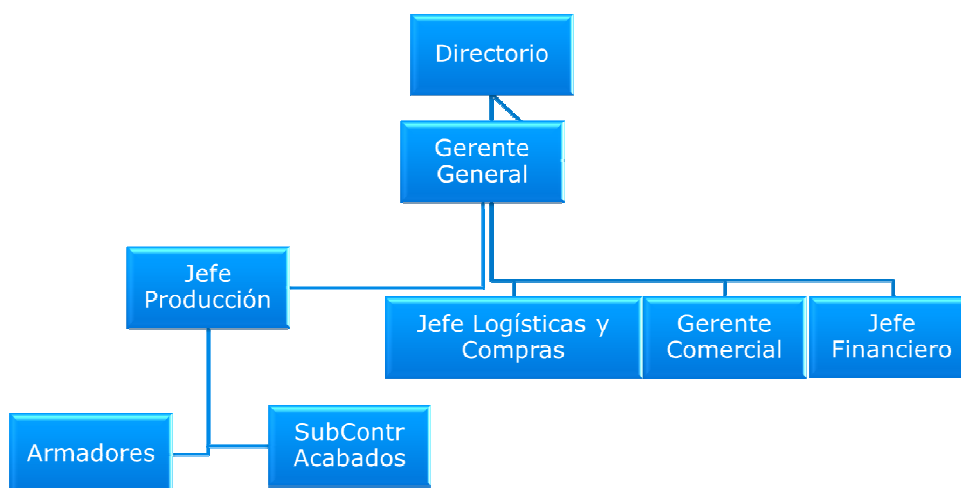 Directorio
Gerente
General
Jefe
Producción
Jefe Logísticas y
Compras
Gerente
Comercial
Jefe
Financiero
Armadores
SubContr
Acabados